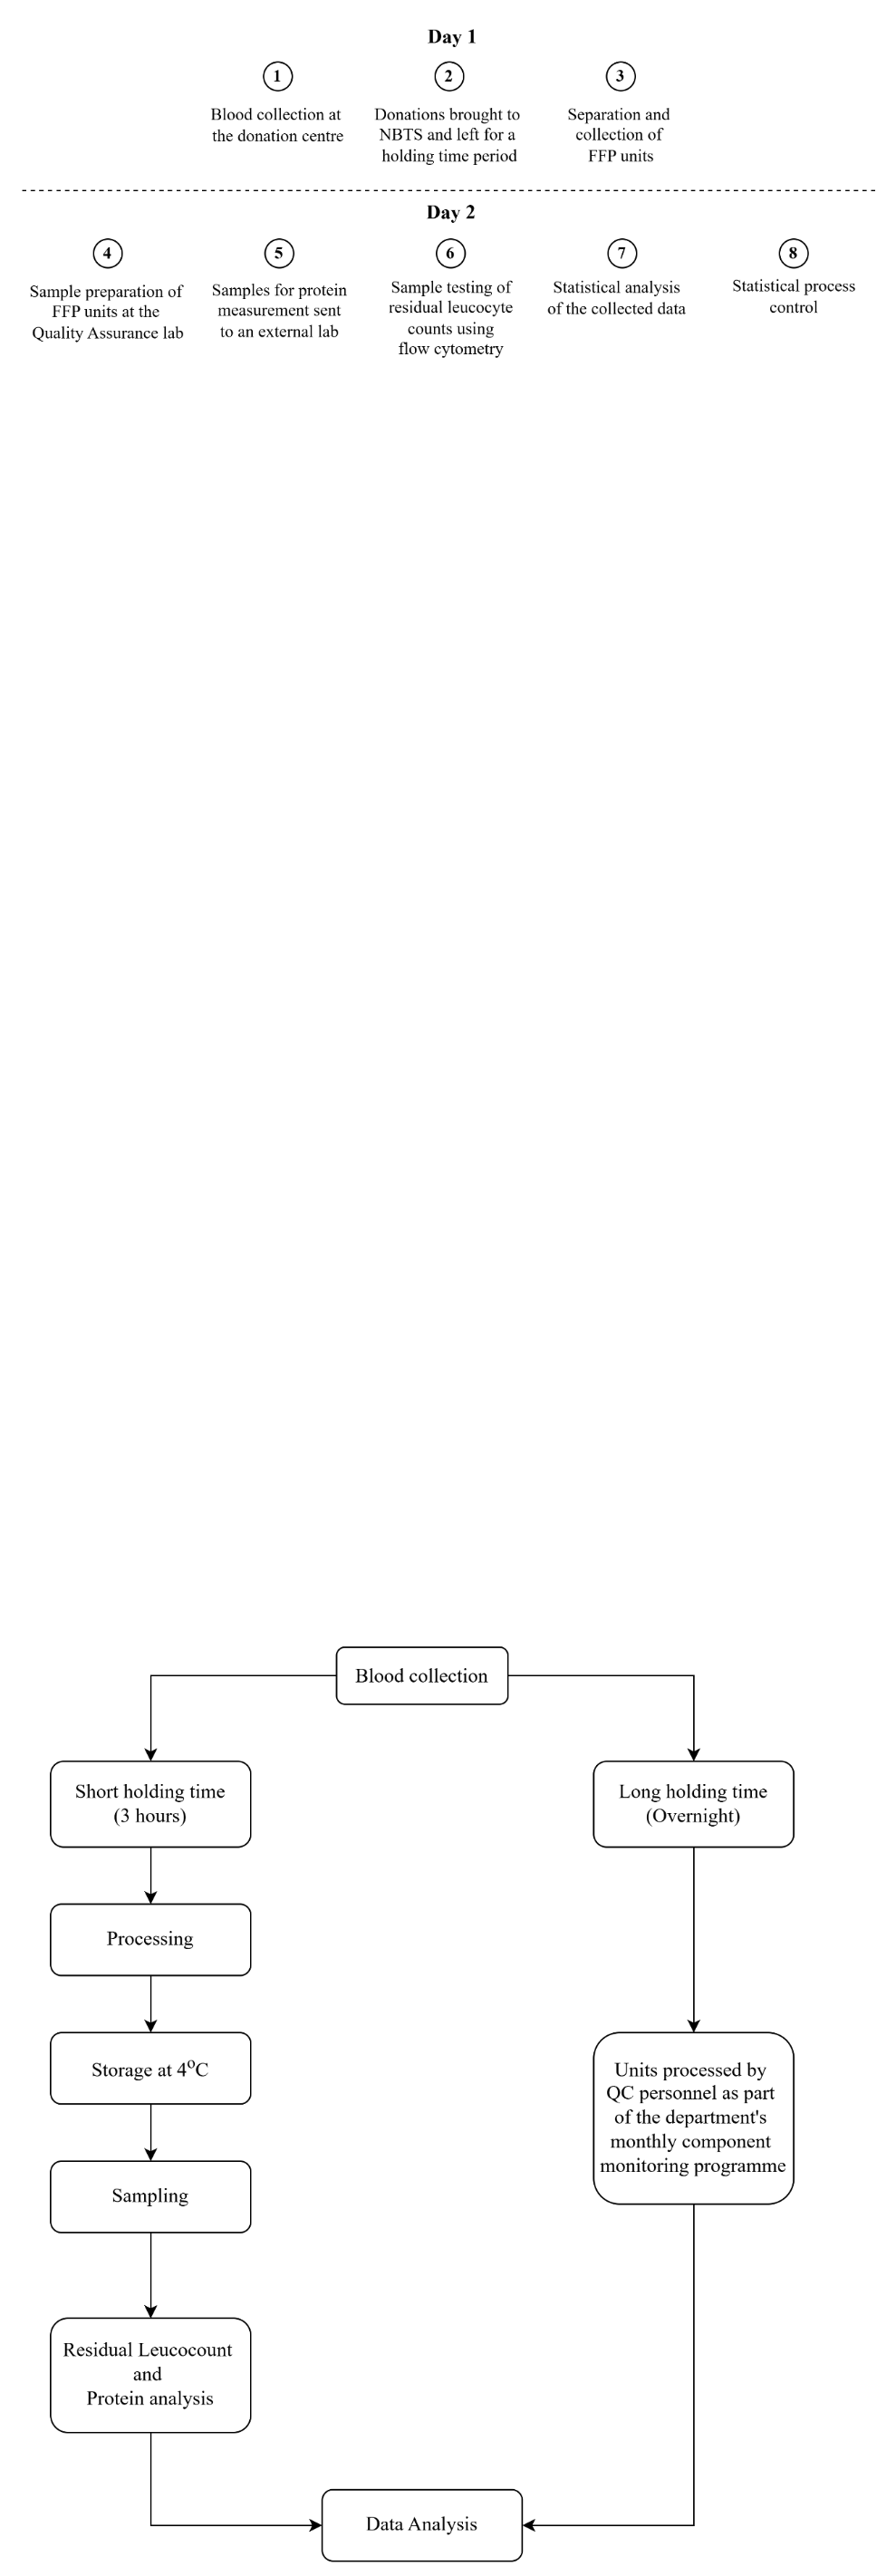 Day 1
1
Blood collection at
the donation centre
2
Donations brought to
NBTS and left for a
holding time period
3
Separation and
collection of
FFP units
Day 2
4
Sample preparation of
FFP units at the
Quality Assurance lab
5
Samples for protein
measurement sent
to an external lab
6
Sample testing of
residual leucocyte
counts using
flow cytometry
7
Statistical analysis
of the collected data
8
Statistical process
control
Blood collection
Short holding time
(3 hours)
Processing
Storage at 4°C
Sampling
Residual Leucocount
and
Protein analysis
Long holding time
(Overnight)
Units processed by
QC personnel as part
of the department's
monthly component
monitoring programme
Data Analysis